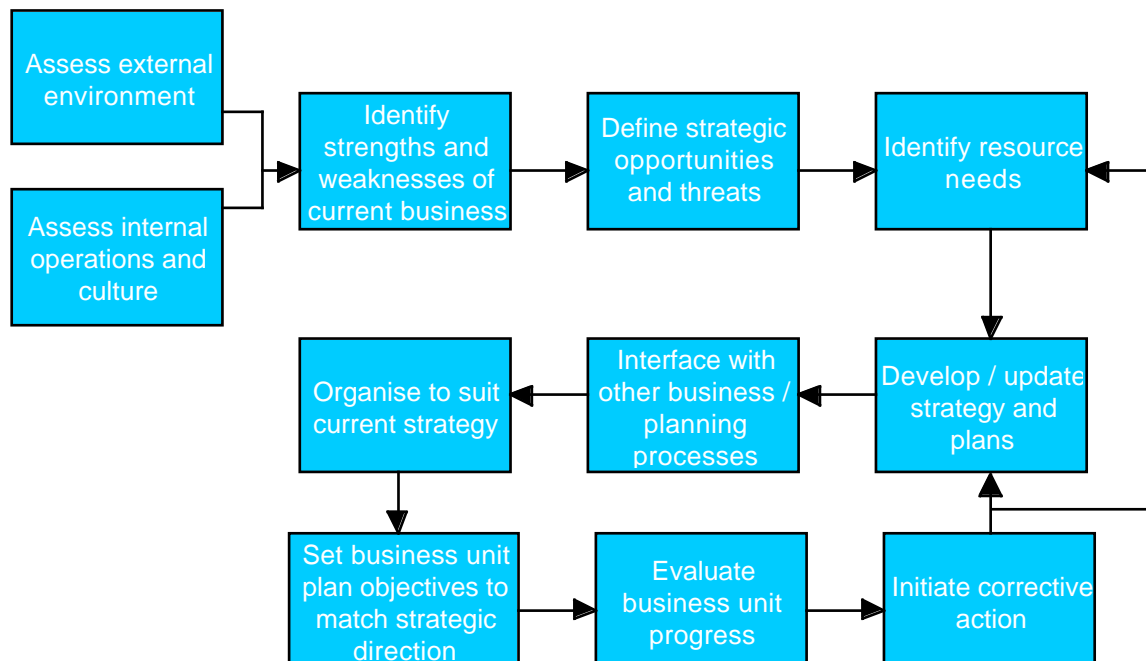 Assess external
environment
Assess internal
operations and
culture
Identify
strengths and
weaknesses of
current business
Define strategic
opportunities
and threats
Identify resource
needs
Organise to suit
current strategy
Interface with
other business /
planning
processes
Develop / update
strategy and
plans
Set business unit
plan objectives to
match strategic
direction
Evaluate
business unit
progress
Initiate corrective
action